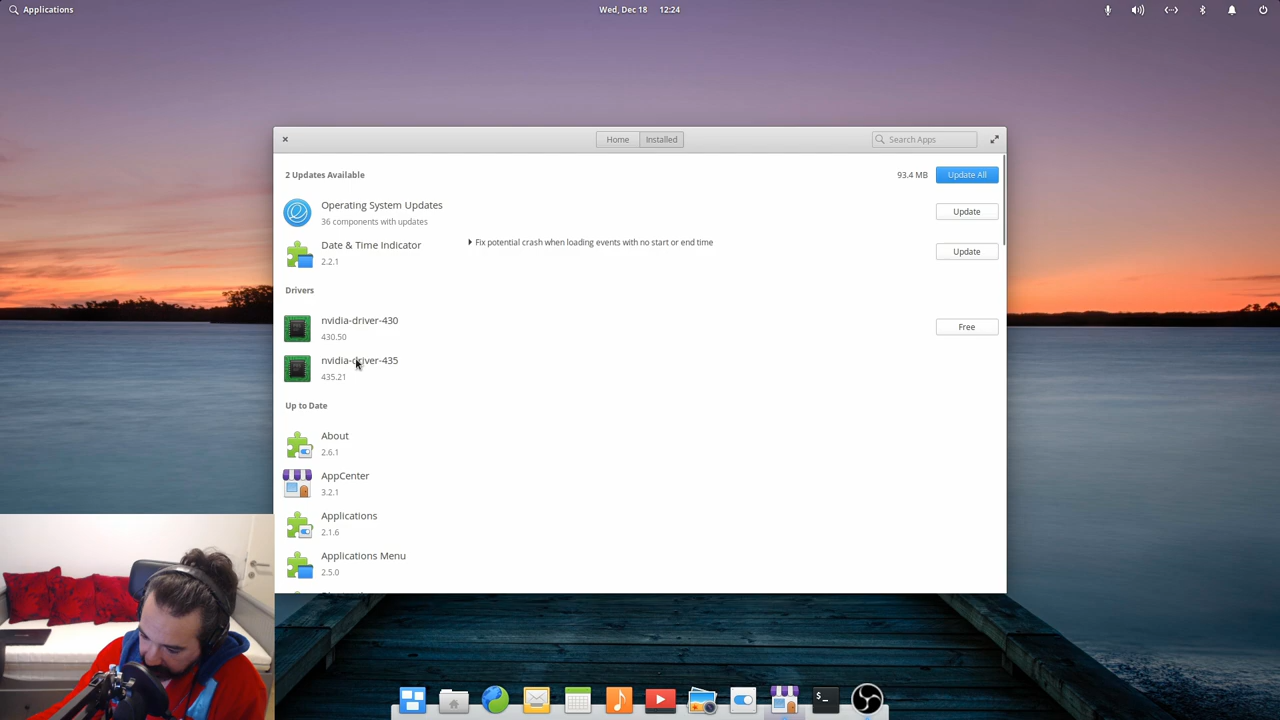 Applications
Wed, Dec 18 12:24
Home
Installed
Search Apps
2 Updates Available
93.4 MB
Update All
Operating System Updates
36 components with updates
Update
Date & Time Indicator
2.2.1
Fix potential crash when loading events with no start or end time
Update
Drivers
nvidia-driver-430
430.50
Free
nvidia-driver-435
435.21
Up to Date
About
2.6.1
AppCenter
3.2.1
Applications
2.1.6
Applications Menu
2.5.0